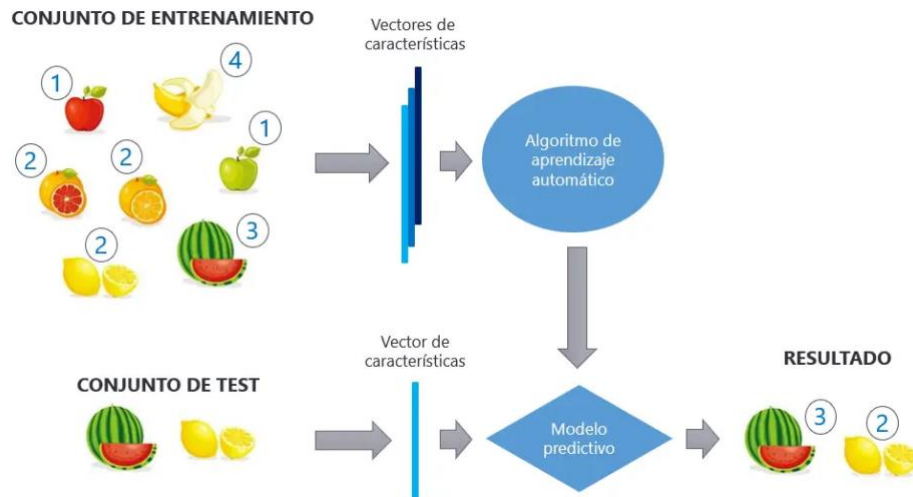 CONJUNTO DE ENTRENAMIENTO
Vectores de
características
1
4
1
2
2
2
3
Algoritmo de
aprendizaje
automático
Vector de
características
CONJUNTO DE TEST
RESULTADO
Modelo
predictivo
3
2